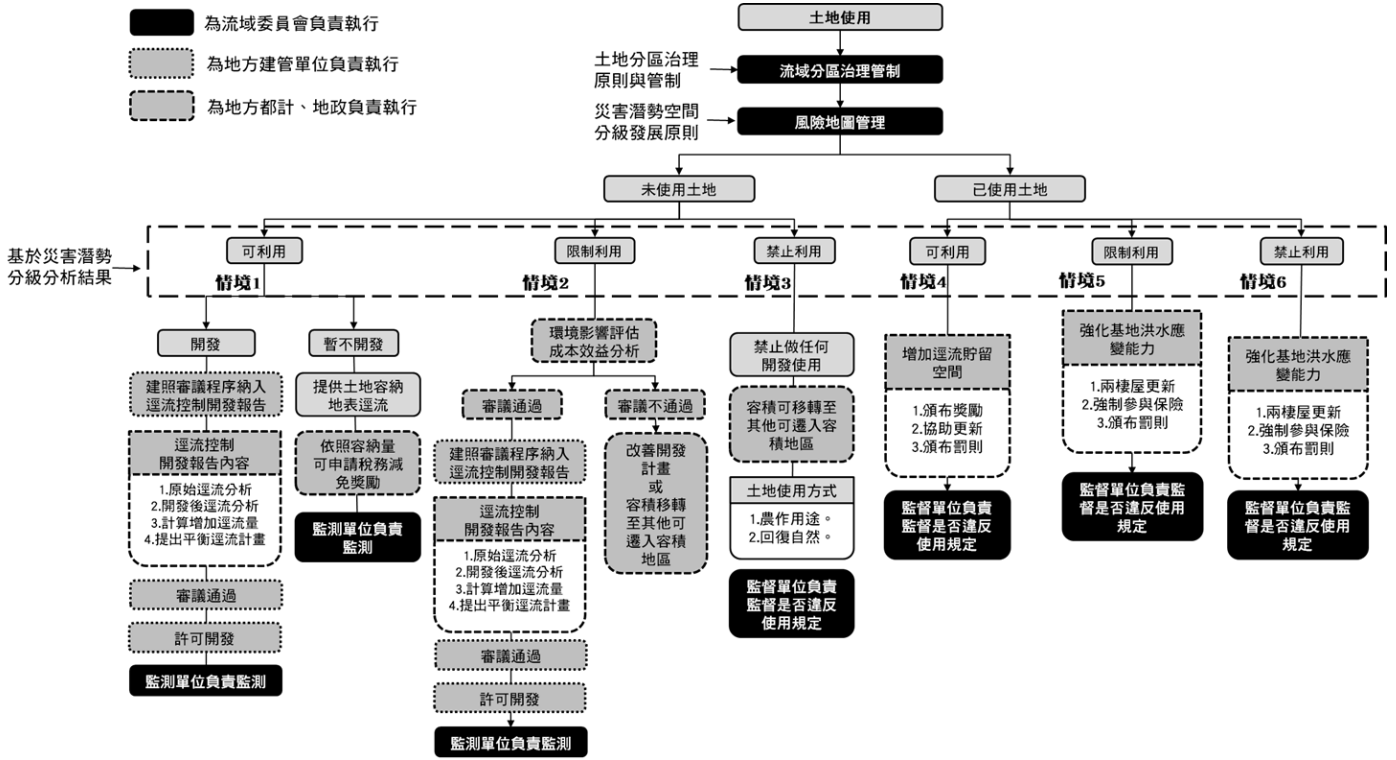 為流域委員會負責執行
為地方建管單位負責執行
為地方都計、地政負責執行
土地使用
土地分區治理
原則與管制
流域分區治理管制
災害潛勢空間
分級發展原則
風險地圖管理
未使用土地
已使用土地
基於災害潛勢
分級分析結果
可利用
情境1
限制利用
情境2
禁止利用
情境3
可利用
情境4
限制利用
情境5
禁止利用
情境6
開發
建照審議程序納入
逕流控制開發報告
逕流控制
開發報告內容
1.原始逕流分析
2.開發後逕流分析
3.計算增加逕流量
4.提出平衡逕流計畫
審議通過
許可開發
監測單位負責監測
暫不開發
提供土地容納
地表逕流
依照容納量
可申請稅務減
免獎勵
監測單位負責
監測
環境影響評估
成本效益分析
審議通過
建照審議程序納入
逕流控制開發報告
逕流控制
開發報告內容
1.原始逕流分析
2.開發後逕流分析
3.計算增加逕流量
4.提出平衡逕流計畫
審議通過
許可開發
監測單位負責監測
審議不通過
改善開發
計畫
或
容積移轉
至其他可
遷入容積
地區
禁止做任何
開發使用
容積可移轉至
其他可遷入容
積地區
土地使用方式
1.農作用途。
2.回復自然。
監督單位負責
監督是否違反
使用規定
增加逕流貯留
空間
1.頒布獎勵
2.協助更新
3.頒布罰則
監督單位負責
監督是否違反
使用規定
強化基地洪水應
變能力
1.兩棲屋更新
2.強制參與保險
3.頒布罰則
監督單位負責監
督是否違反使用
規定
強化基地洪水應
變能力
1.兩棲屋更新
2.強制參與保險
3.頒布罰則
監督單位負責監
督是否違反使用
規定